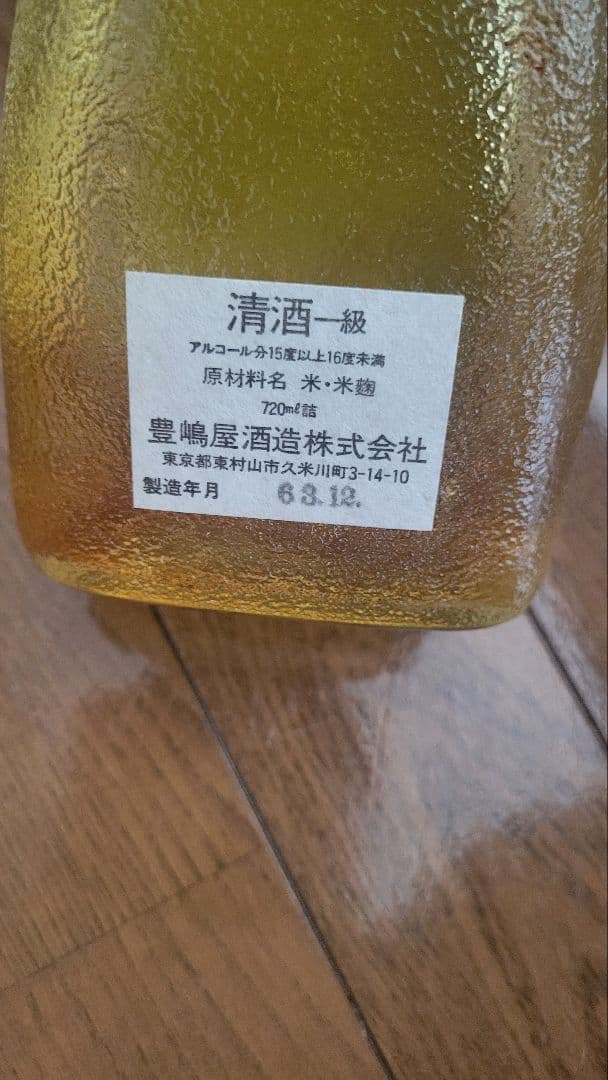 清酒一級
アルコール分15度以上16度未満
原材料名 米・米麹
720㎖詰
豊嶋屋酒造株式会社
東京都東村山市久米川町3-14-10
製造年月 63.12.